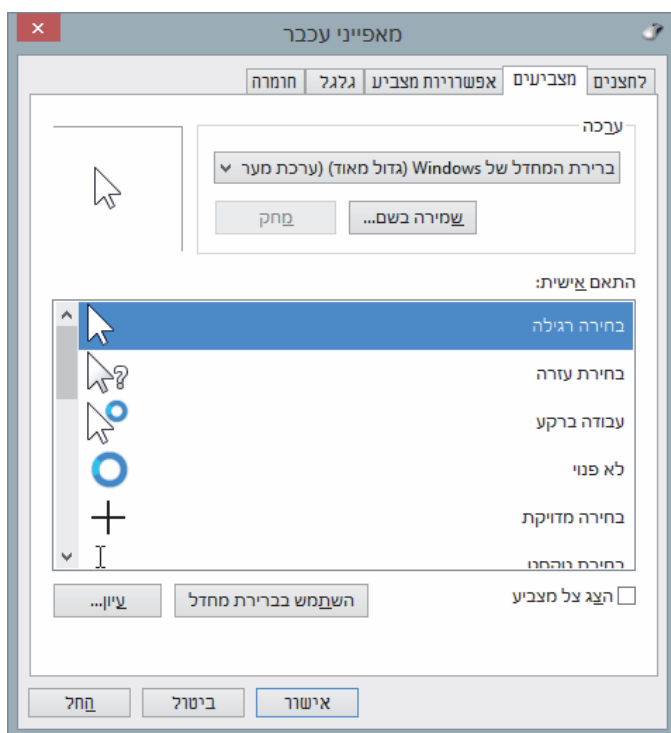 מאפייני עכבר
לחצנים מצביעים אפשרויות מצביע גלגל חומרה
ערכה
ברירת המחדל של Windows (גדול מאוד) (ערכת מער
שמירה בשם... מחק
התאם אישית:
בחירה רגילה
בחירת עזרה
עבודה ברקע
לא פנוי
בחירה מדויקת
בחירת טקסט
הצג צל מצביע השתמש בברירת מחדל עיון...
אישור ביטול החל